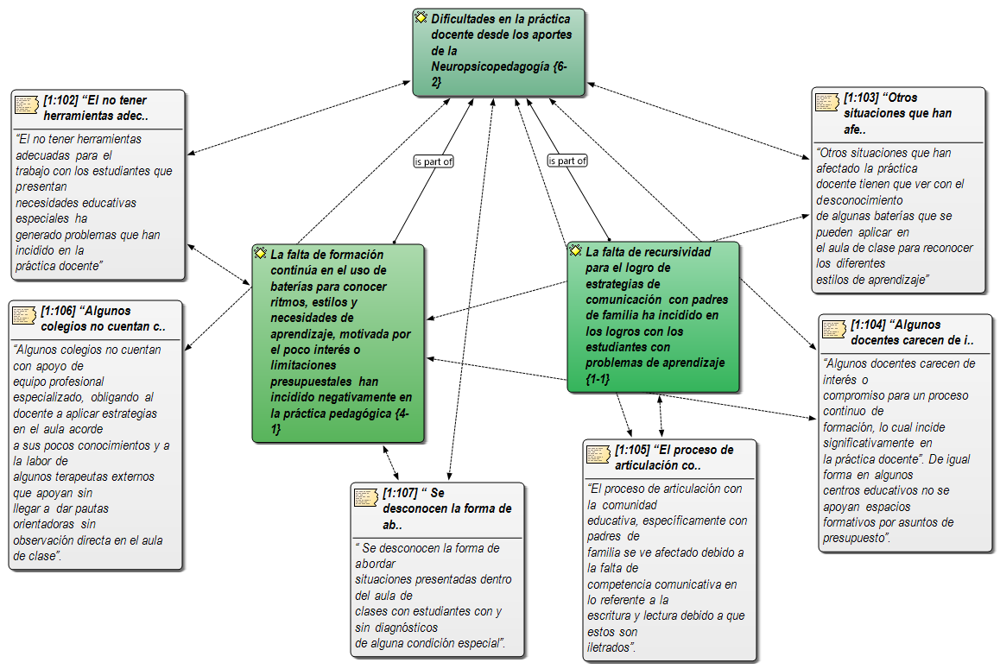 Dificultades en la práctica
docente desde los aportes
de la
Neuropsicopedagogía {6-
2}
[1:102] “El no tener
herramientas adec..
“El no tener herramientas
adecuadas para el
trabajo con los estudiantes que
presentan
necesidades educativas
especiales ha
generado problemas que han
incidido en la
práctica docente”
[1:103] “Otros
situaciones que han
afe..
“Otros situaciones que han
afectado la práctica
docente tienen que ver con el
desconocimiento
de algunas baterías que se
pueden aplicar en
el aula de clase para reconocer
los diferentes
estilos de aprendizaje”
is part of
is part of
La falta de formación
continúa en el uso de
baterías para conocer
ritmos, estilos y
necesidades de
aprendizaje, motivada por
el poco interés o
limitaciones
presupuestales han
incidido negativamente en
la práctica pedagógica {4-
1}
La falta de recursividad
para el logro de
estrategias de
comunicación con padres
de familia ha incidido en
los logros con los
estudiantes con
problemas de aprendizaje
{1-1}
[1:106] “Algunos
colegios no cuentan c..
“Algunos colegios no cuentan
con apoyo de
equipo profesional
especializado, obligando al
docente a aplicar estrategias
en el aula acorde
a sus pocos conocimientos y a
la labor de
algunos terapeutas externos
que apoyan sin
llegar a dar pautas
orientadoras sin
observación directa en el aula
de clase”.
[1:104] “Algunos
docentes carecen de i..
“Algunos docentes carecen de
interés o
compromiso para un proceso
continuo de
formación, lo cual incide
significativamente en
la práctica docente”. De igual
forma en algunos
centros educativos no se
apoyan espacios
formativos por asuntos de
presupuesto”.
[1:107] “ Se
desconocen la forma de
ab..
“ Se desconocen la forma de
abordar
situaciones presentadas dentro
del aula de
clases con estudiantes con y
sin diagnósticos
de alguna condición especial”.
[1:105] “El proceso de
articulación co..
“El proceso de articulación con
la comunidad
educativa, específicamente con
padres de
familia se ve afectado debido a
la falta de
competencia comunicativa en
lo referente a la
escritura y lectura debido a que
estos son
iletrados”.